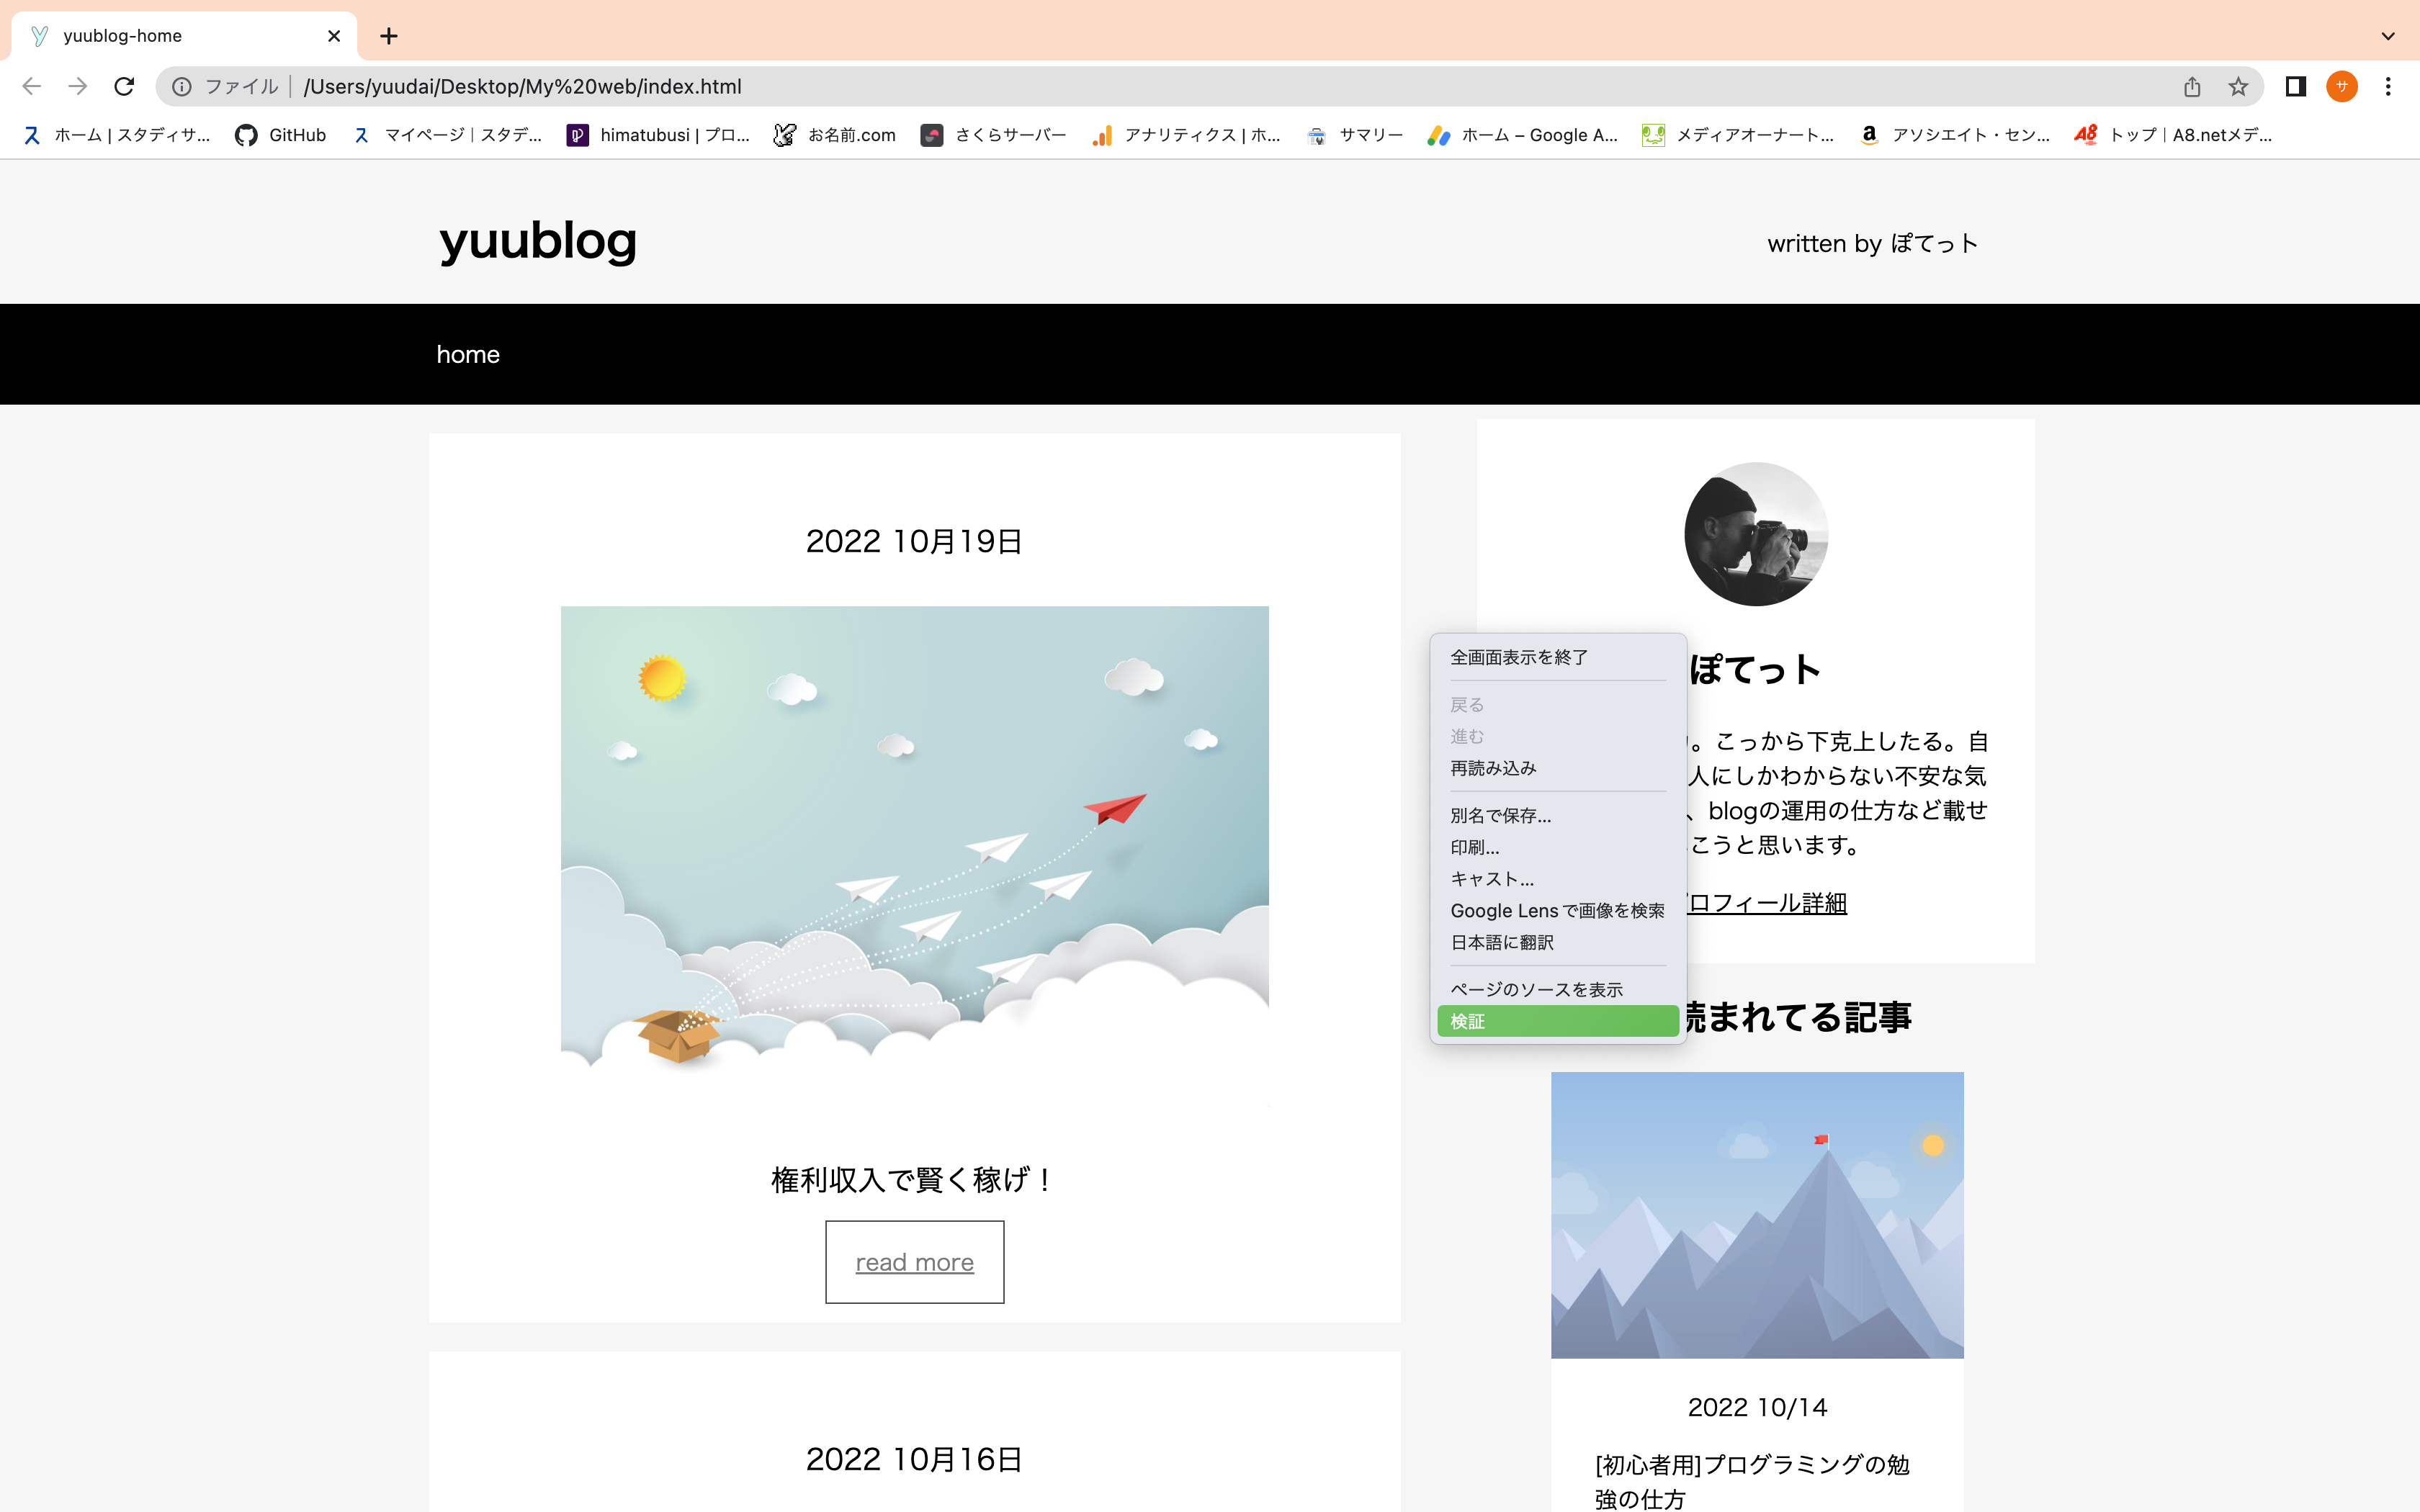 yuublog-home
ファイル
/Users/yuudai/Desktop/My%20web/index.html
サ
ホーム | スタディサ...
GitHub
マイページ｜スタデ...
himatubusi | プロ...
お名前.com
さくらサーバー
アナリティクス | ホ...
サマリー
ホーム – Google A...
メディアオーナート...
アソシエイト・セン...
トップ｜A8.netメデ...
yuublog
written by ぽてっト
home
2022 10月19日
権利収入で賢く稼げ！
read more
2022 10月16日
全画面表示を終了
戻る
進む
再読み込み
別名で保存...
印刷...
キャスト...
Google Lensで画像を検索
日本語に翻訳
ページのソースを表示
検証
ぽてっト
。こっから下克上したる。自
人にしかわからない不安な気
、blogの運用の仕方など載せ
こうと思います。
ロフィール詳細
読まれてる記事
2022 10/14
[初心者用]プログラミングの勉
強の仕方